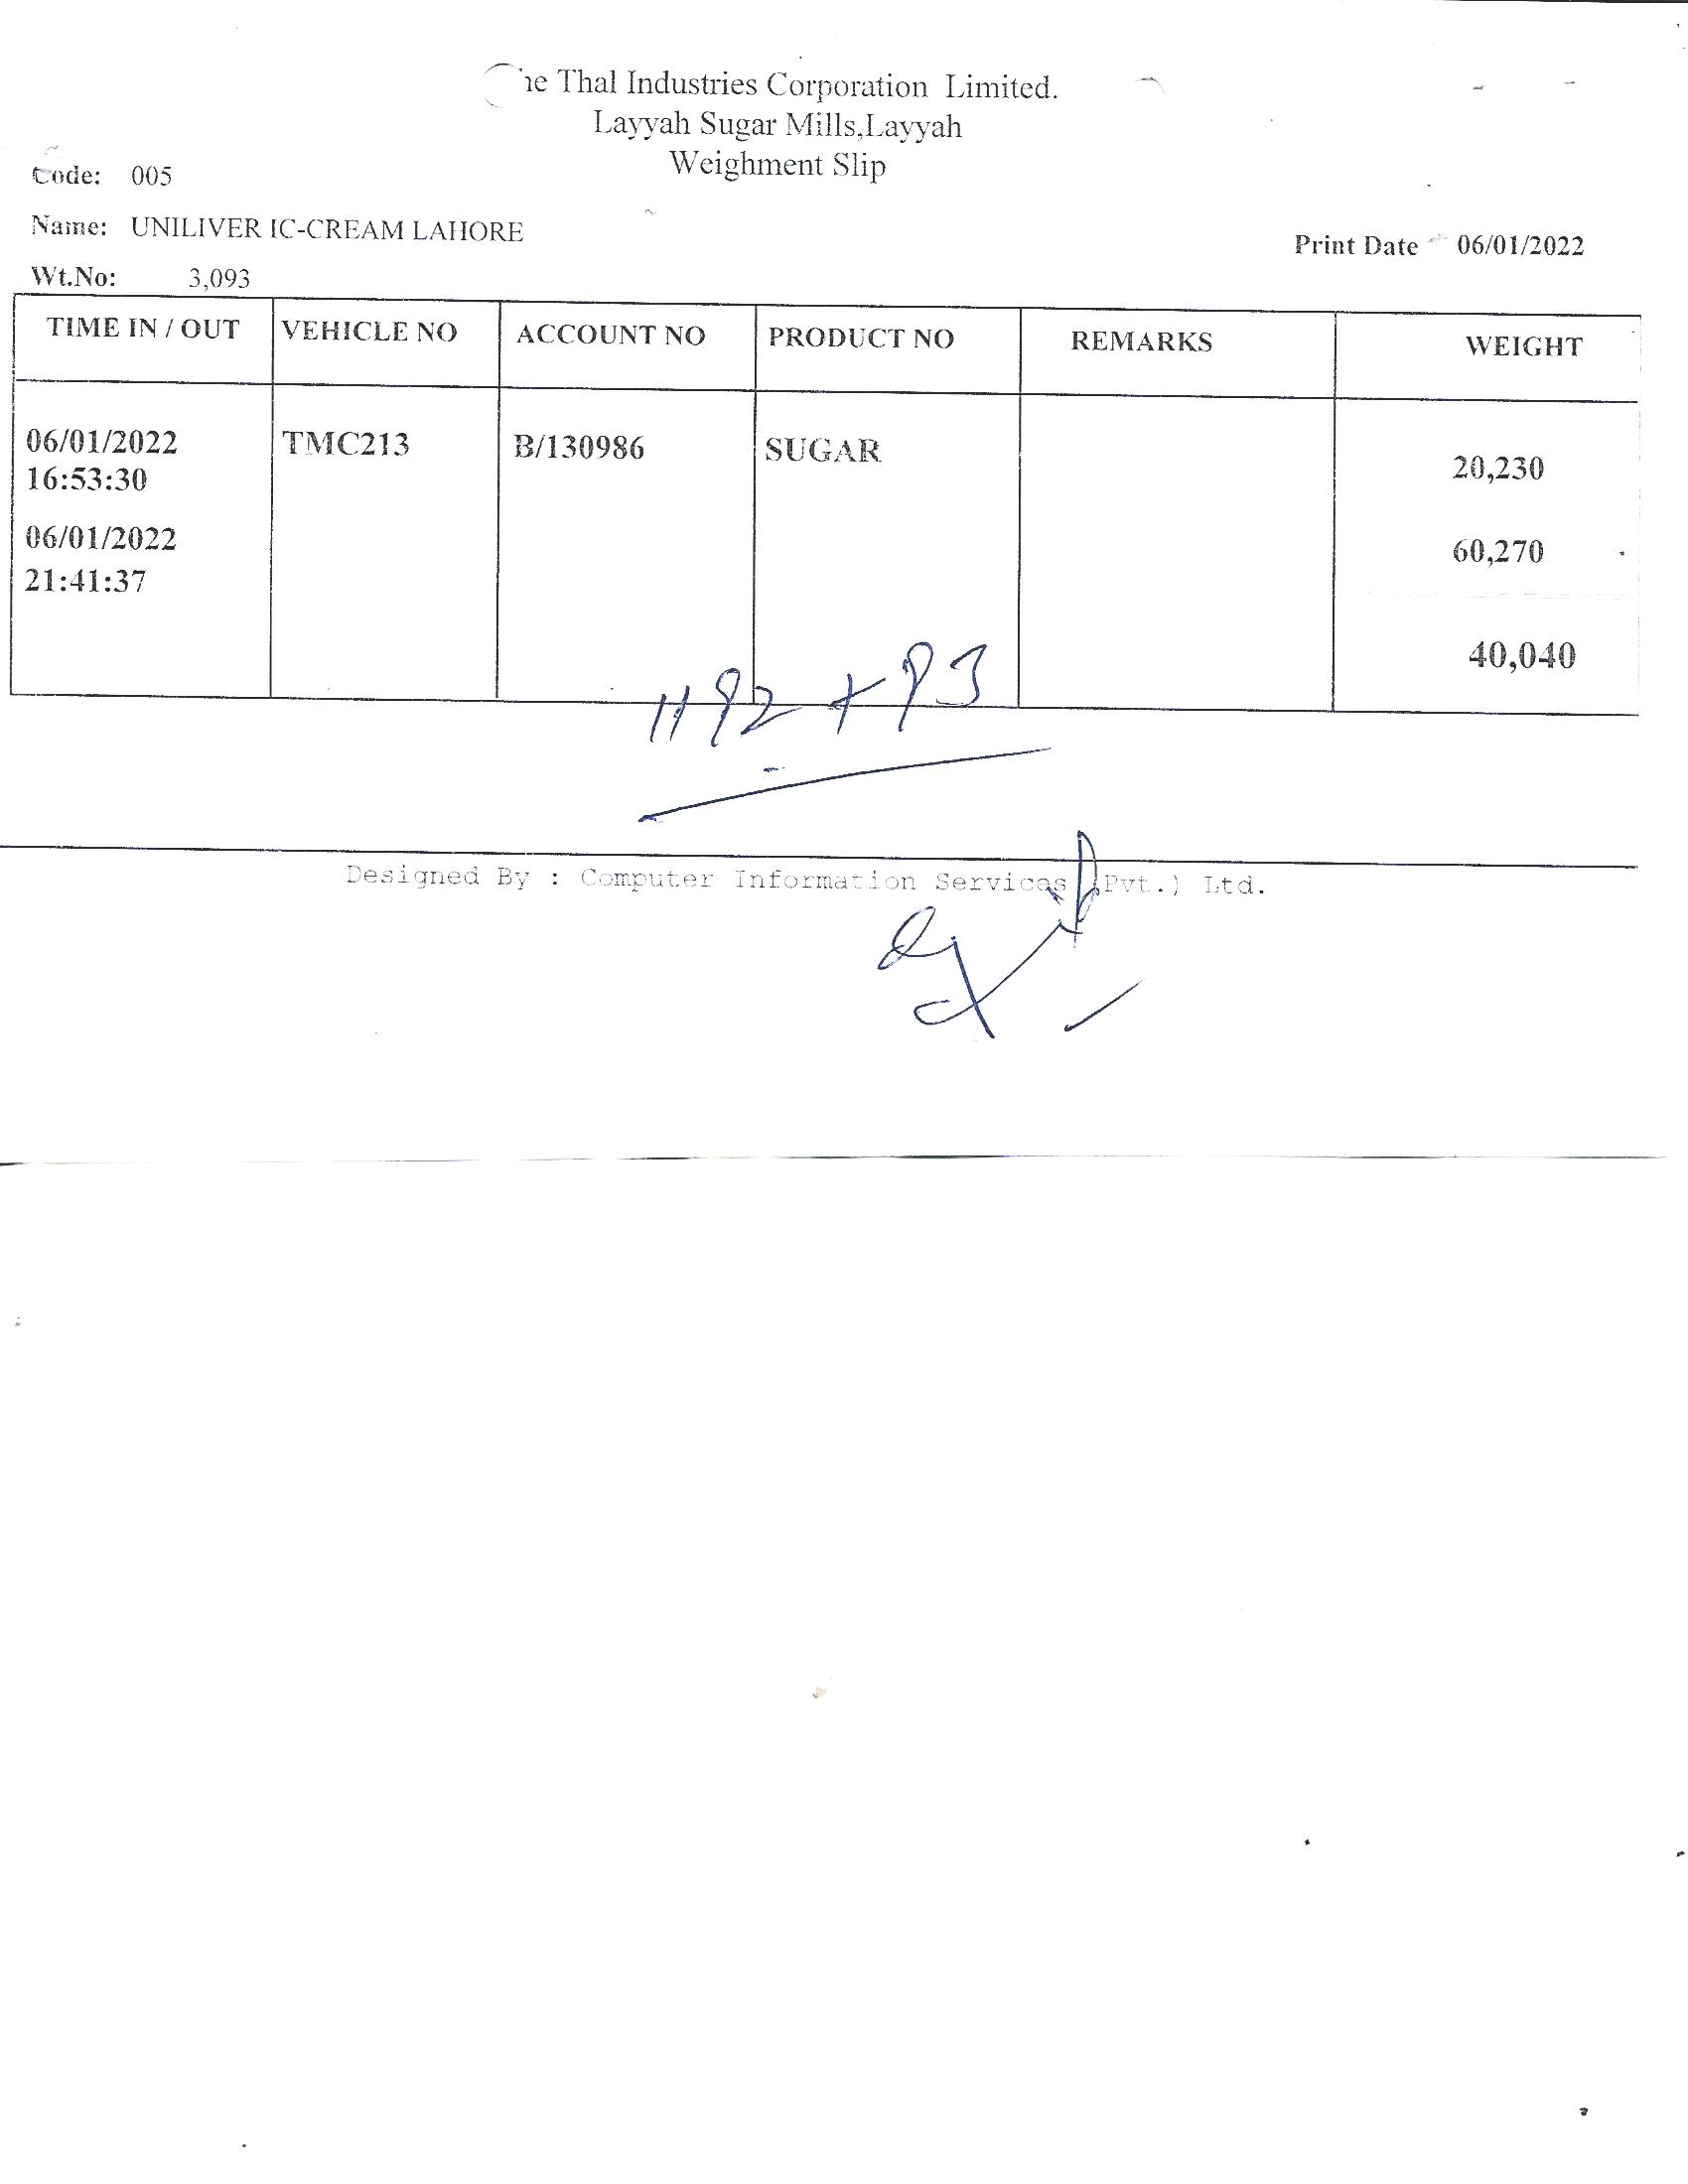 The Thal Industries Corporation Limited.
Layyah Sugar Mills,Layyah
Weighment Slip
Code: 005
Name: UNILIVER IC-CREAM LAHORE
Print Date 06/01/2022
Wt.No: 3,093
TIME IN / OUT VEHICLE NO ACCOUNT NO PRODUCT NO REMARKS WEIGHT
06/01/2022 TMC213 B/130986 SUGAR 20,230
16:53:30
06/01/2022 60,270
21:41:37
40,040
1192 + 93
Designed By : Computer Information Services (Pvt.) Ltd.